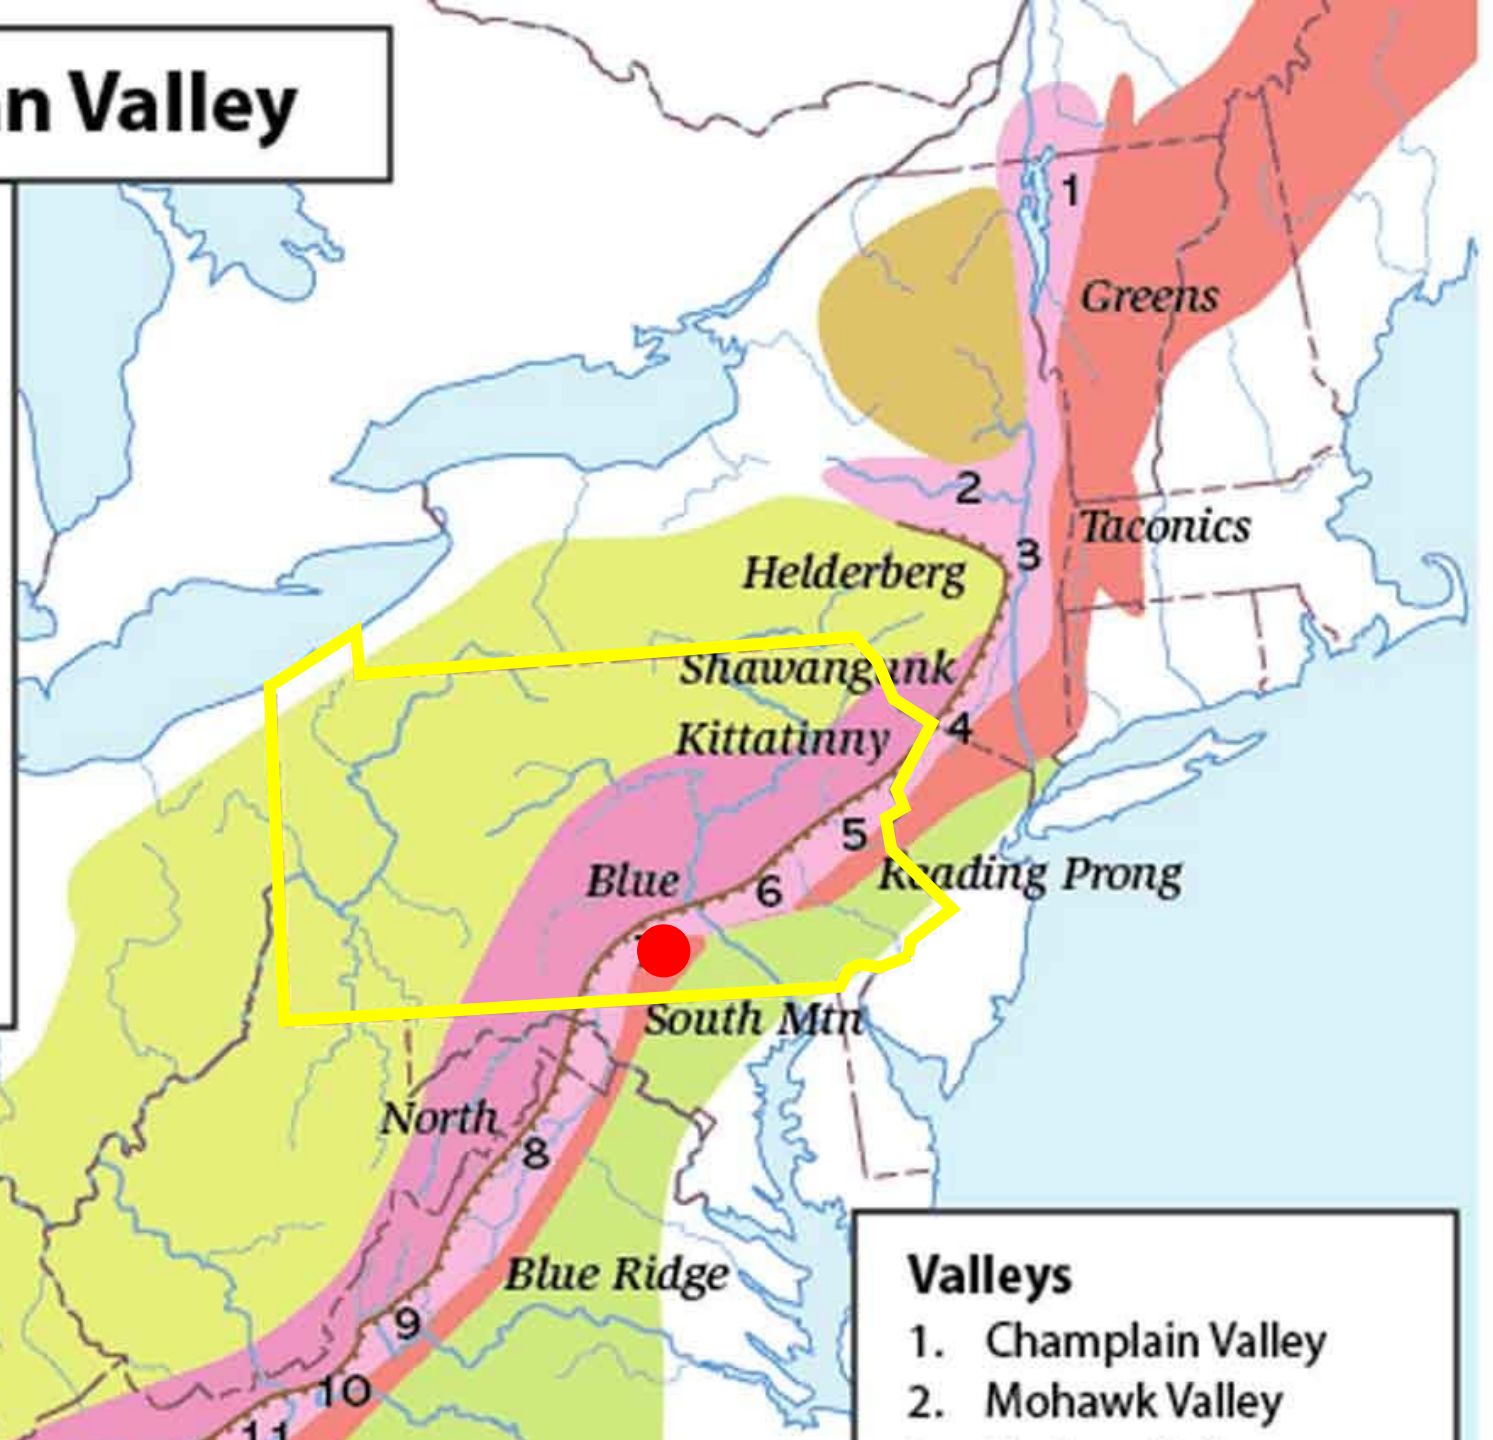 n Valley
1
Greens
2
Taconics
3
Helderberg
Shawangunk
4
Kittatinny
5
Reading Prong
Blue
6
South Mtn
North
8
Blue Ridge
9
10
11
Valleys
1. Champlain Valley
2. Mohawk Valley